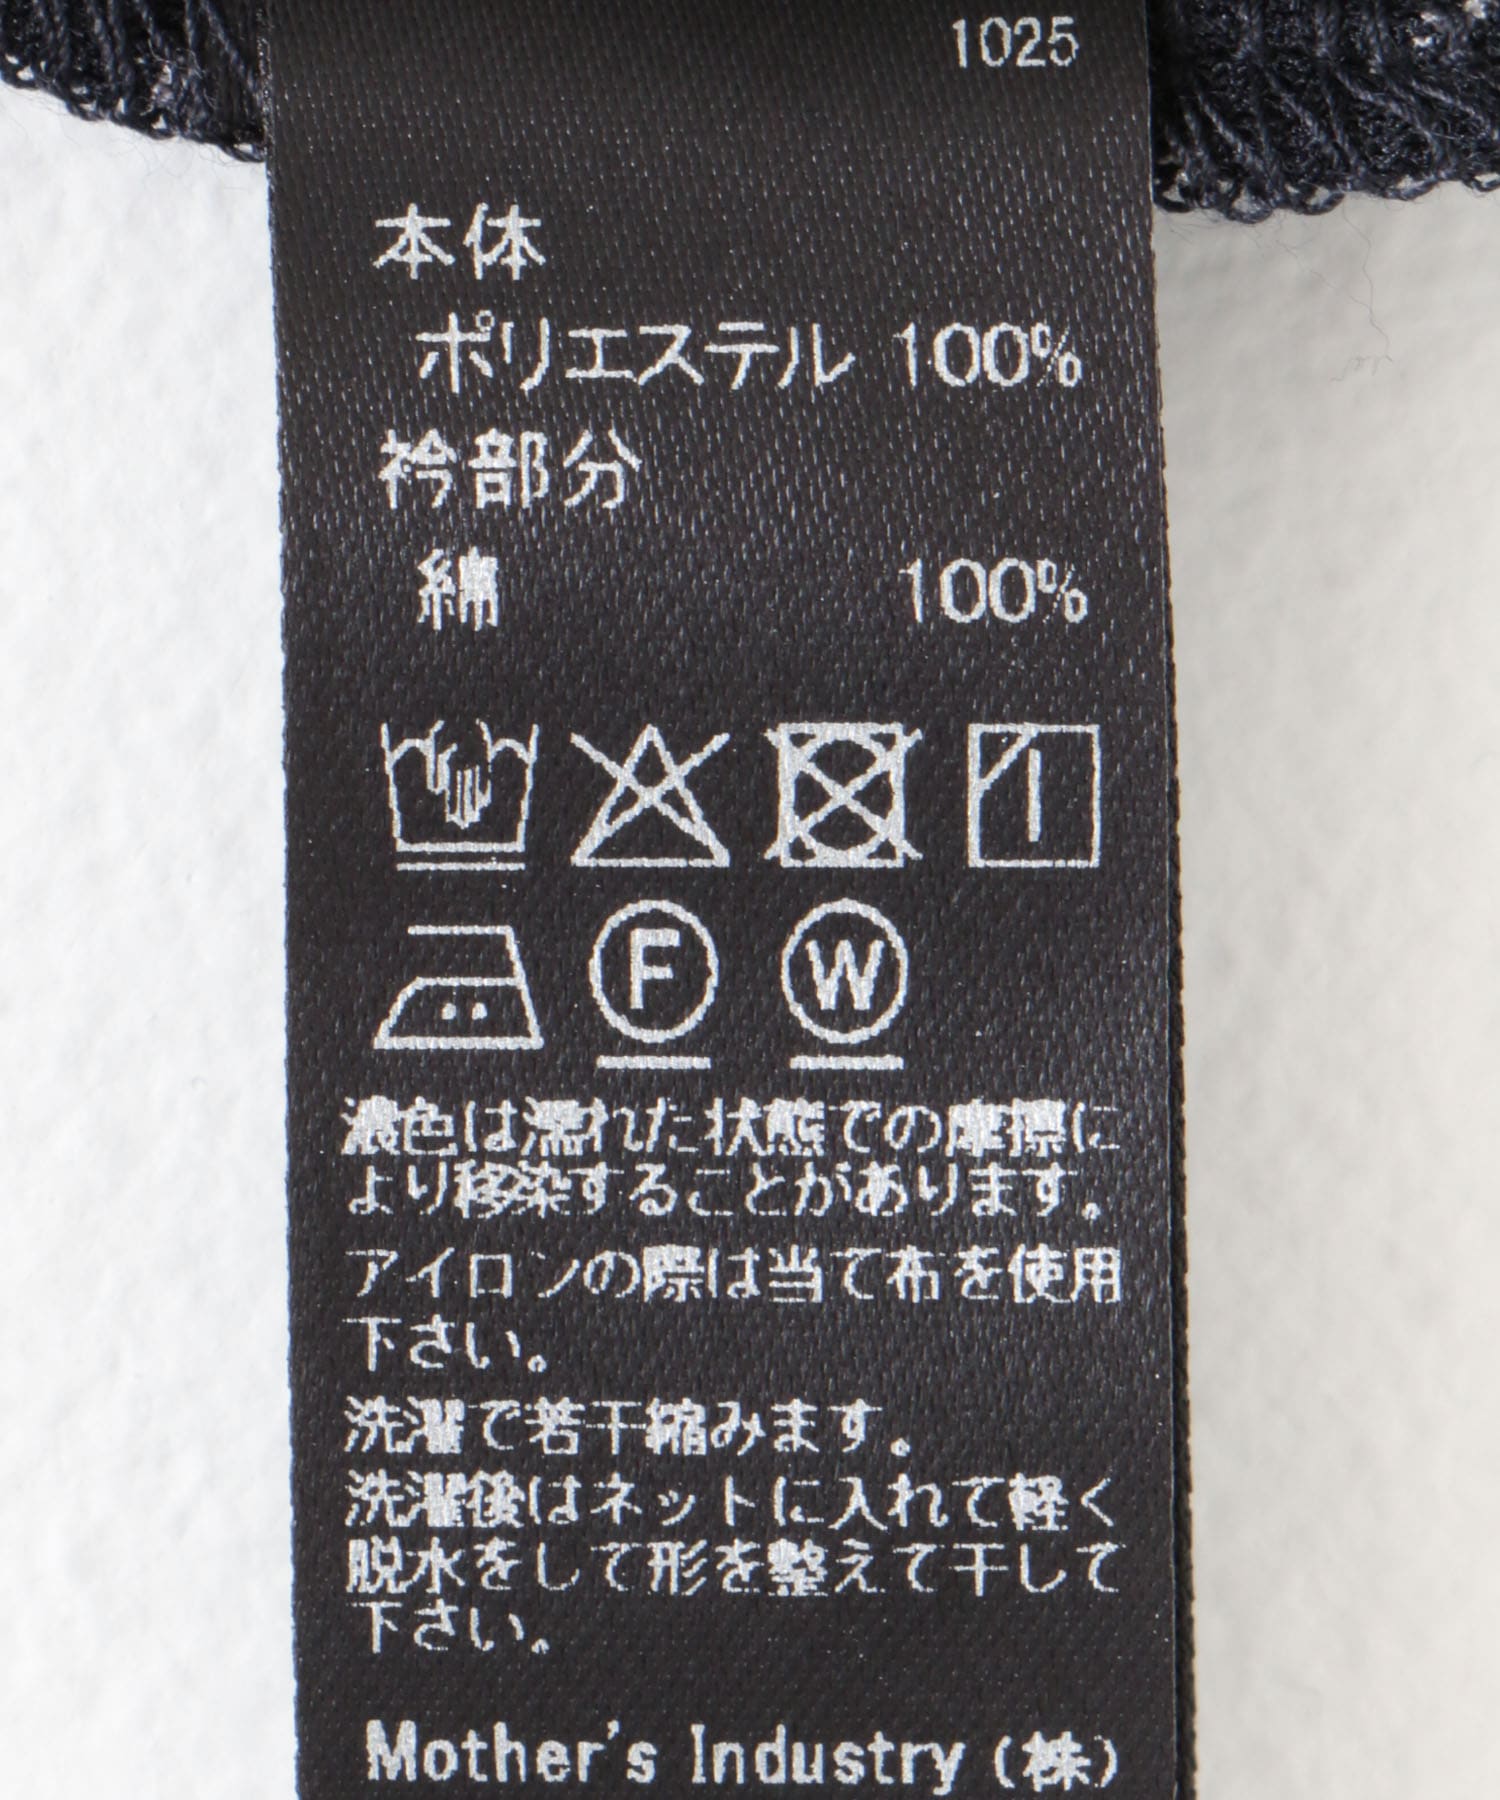 1025
本体
ポリエステル 100%
衿部分
綿 100%
F W
濃色は濡れた状態での摩擦に
より移染することがあります。
アイロンの際は当て布を使用
下さい。
洗濯で若干縮みます。
洗濯後はネットに入れて軽く
脱水をして形を整えて干して
下さい。
Mother's Industry (株)